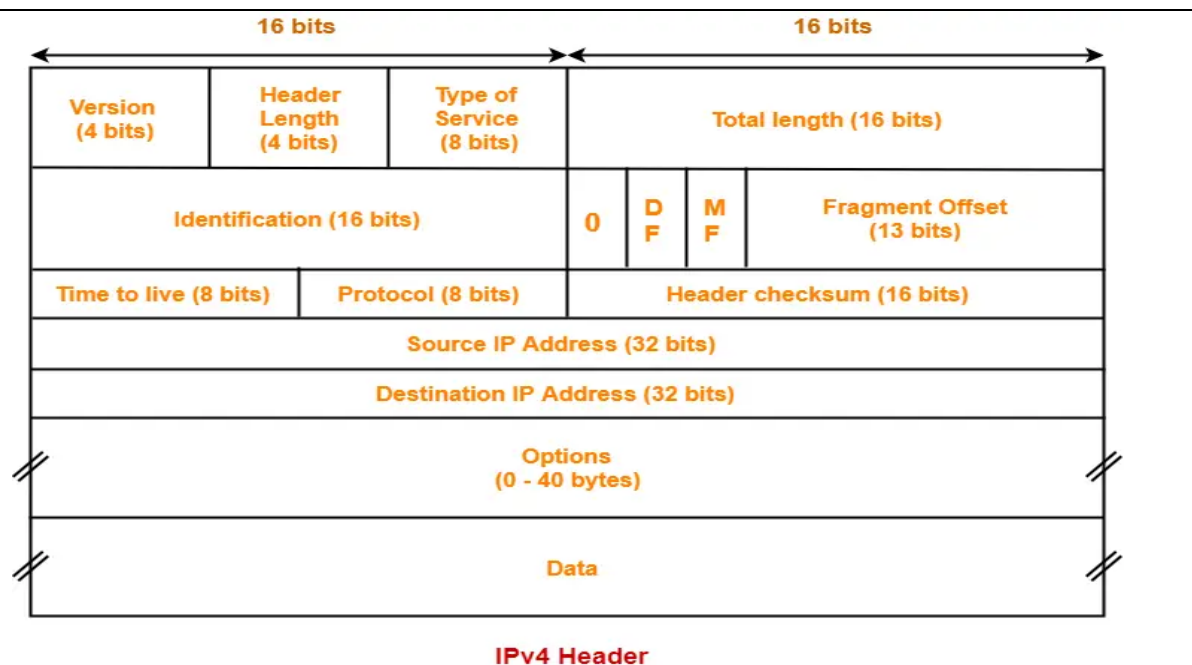 16 bits
16 bits
Version
(4 bits)
Header
Length
(4 bits)
Type of
Service
(8 bits)
Total length (16 bits)
Identification (16 bits)
0
D
F
M
F
Fragment Offset
(13 bits)
Time to live (8 bits)
Protocol (8 bits)
Header checksum (16 bits)
Source IP Address (32 bits)
Destination IP Address (32 bits)
Options
(0 - 40 bytes)
Data
IPv4 Header